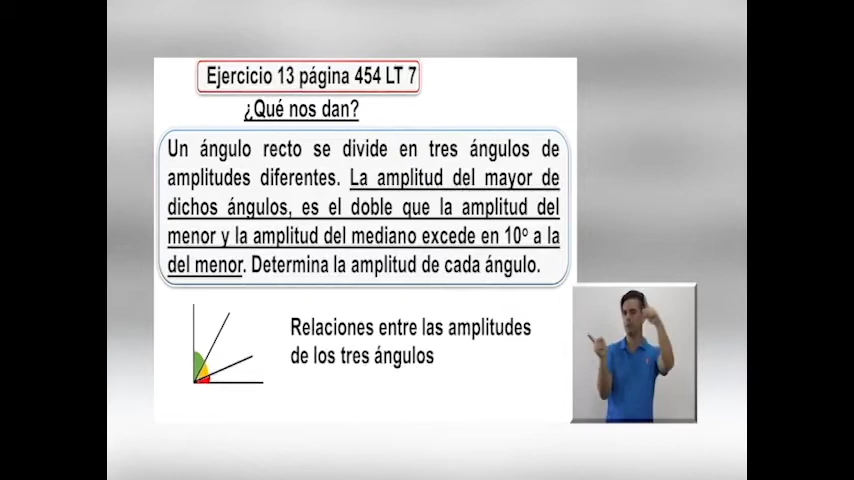 Ejercicio 13 página 454 LT 7
¿Qué nos dan?
Un ángulo recto se divide en tres ángulos de
amplitudes diferentes. La amplitud del mayor de
dichos ángulos, es el doble que la amplitud del
menor y la amplitud del mediano excede en 10º a la
del menor. Determina la amplitud de cada ángulo.
Relaciones entre las amplitudes
de los tres ángulos